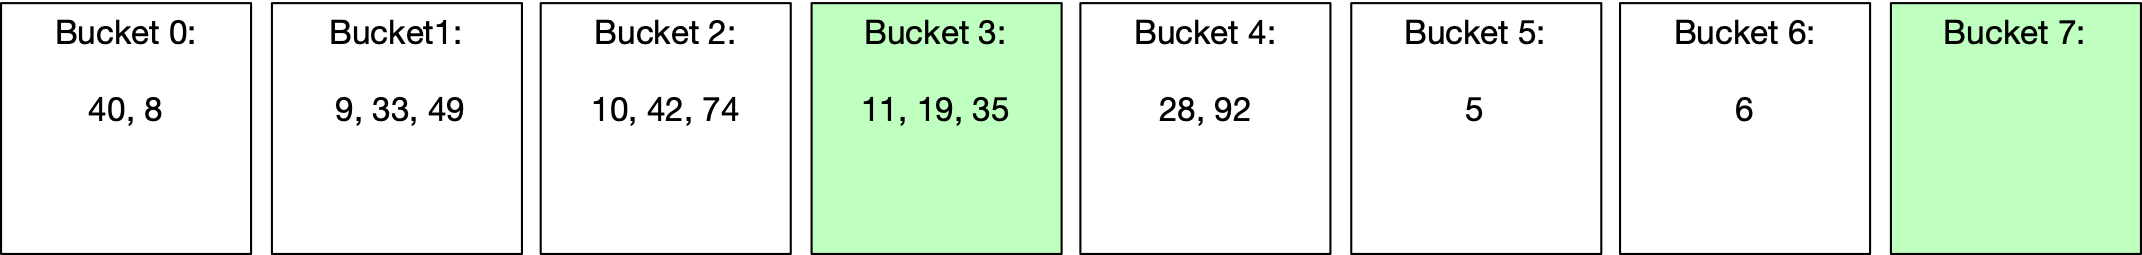 Bucket 0:
40, 8
Bucket1:
9, 33, 49
Bucket 2:
10, 42, 74
Bucket 3:
11, 19, 35
Bucket 4:
28, 92
Bucket 5:
5
Bucket 6:
6
Bucket 7: